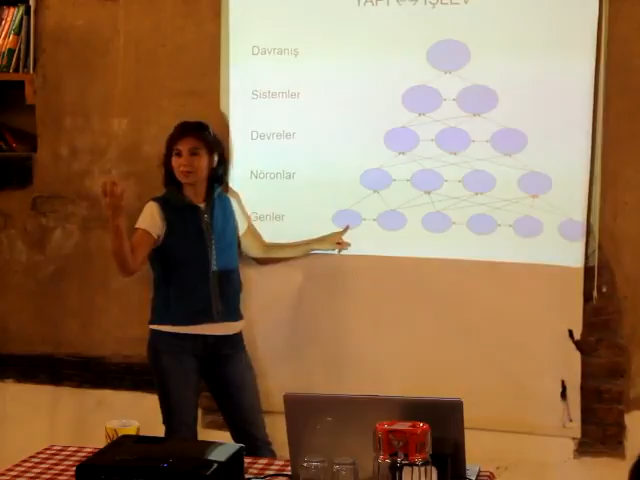 YAPI ↔ İŞLEV
Davranış
Sistemler
Devreler
Nöronlar
Genler